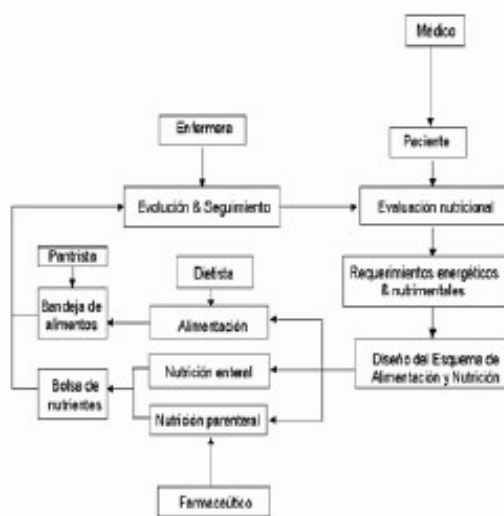 Médico
Enfermera
Paciente
Evolución & Seguimiento
Evaluación nutricional
Pantrista
Dietista
Requerimientos energéticos
& nutrimentales
Bandeja de
alimentos
Alimentación
Diseño del Esquema de
Alimentación y Nutrición
Nutrición enteral
Bolsa de
nutrientes
Nutrición parenteral
Farmaceútico